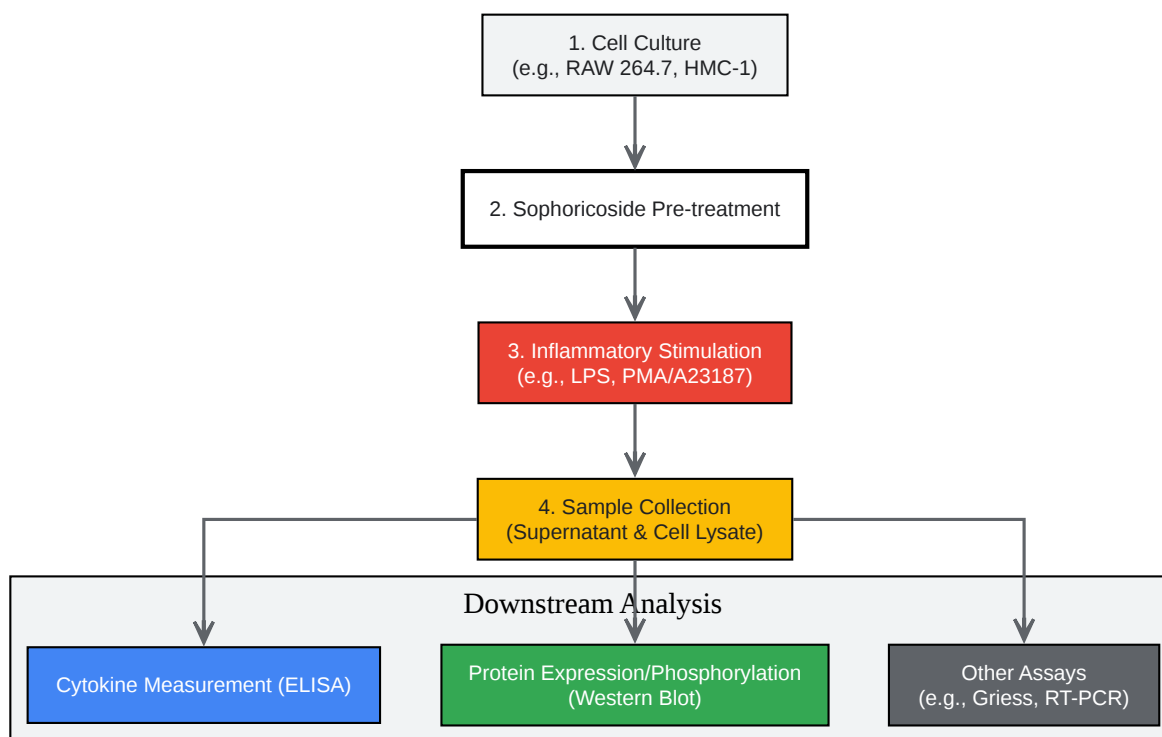 1. Cell Culture
(e.g., RAW 264.7, HMC-1)
2. Sophoricoside Pre-treatment
3. Inflammatory Stimulation
(e.g., LPS, PMA/A23187)
4. Sample Collection
(Supernatant & Cell Lysate)
Downstream Analysis
Cytokine Measurement (ELISA)
Protein Expression/Phosphorylation
(Western Blot)
Other Assays
(e.g., Griess, RT-PCR)